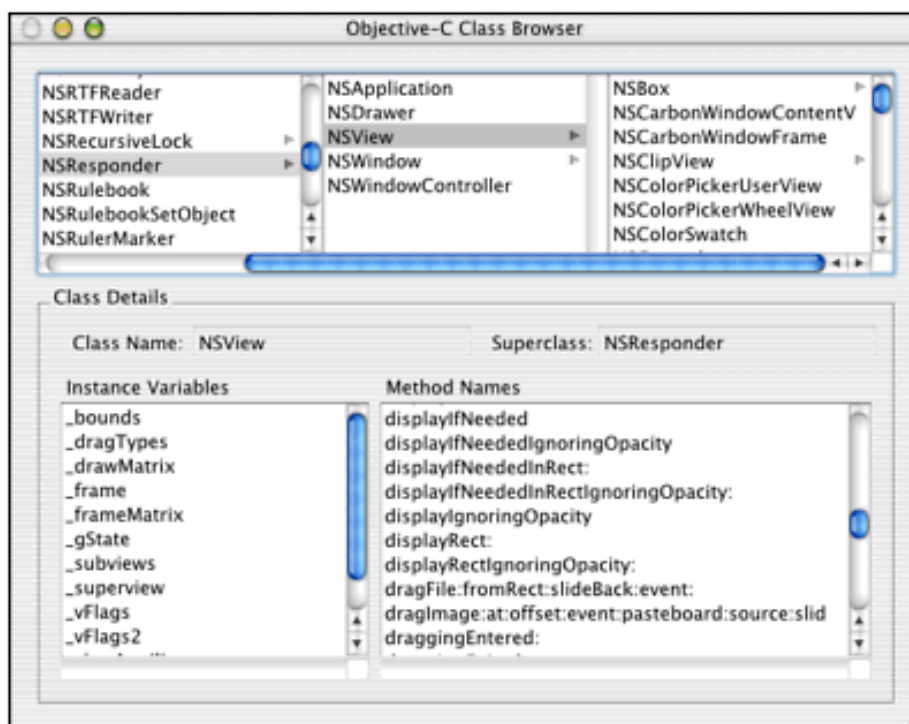 Objective-C Class Browser
NSRTFReader
NSRTFWriter
NSRecursiveLock
NSResponder
NSRulebook
NSRulebookSetObject
NSRulerMarker
NSApplication
NSDrawer
NSView
NSWindow
NSWindowController
NSBox
NSCarbonWindowContentV
NSCarbonWindowFrame
NSClipView
NSColorPickerUserView
NSColorPickerWheelView
NSColorSwatch
Class Details
Class Name: NSView
Superclass: NSResponder
Instance Variables
_bounds
_dragTypes
_drawMatrix
_frame
_frameMatrix
_gState
_subviews
_superview
_vFlags
_vFlags2
Method Names
displayIfNeeded
displayIfNeededIgnoringOpacity
displayIfNeededInRect:
displayIfNeededInRectIgnoringOpacity:
displayIgnoringOpacity
displayRect:
displayRectIgnoringOpacity:
dragFile:fromRect:slideBack:event:
dragImage:at:offset:event:pasteboard:source:slid
draggingEntered: